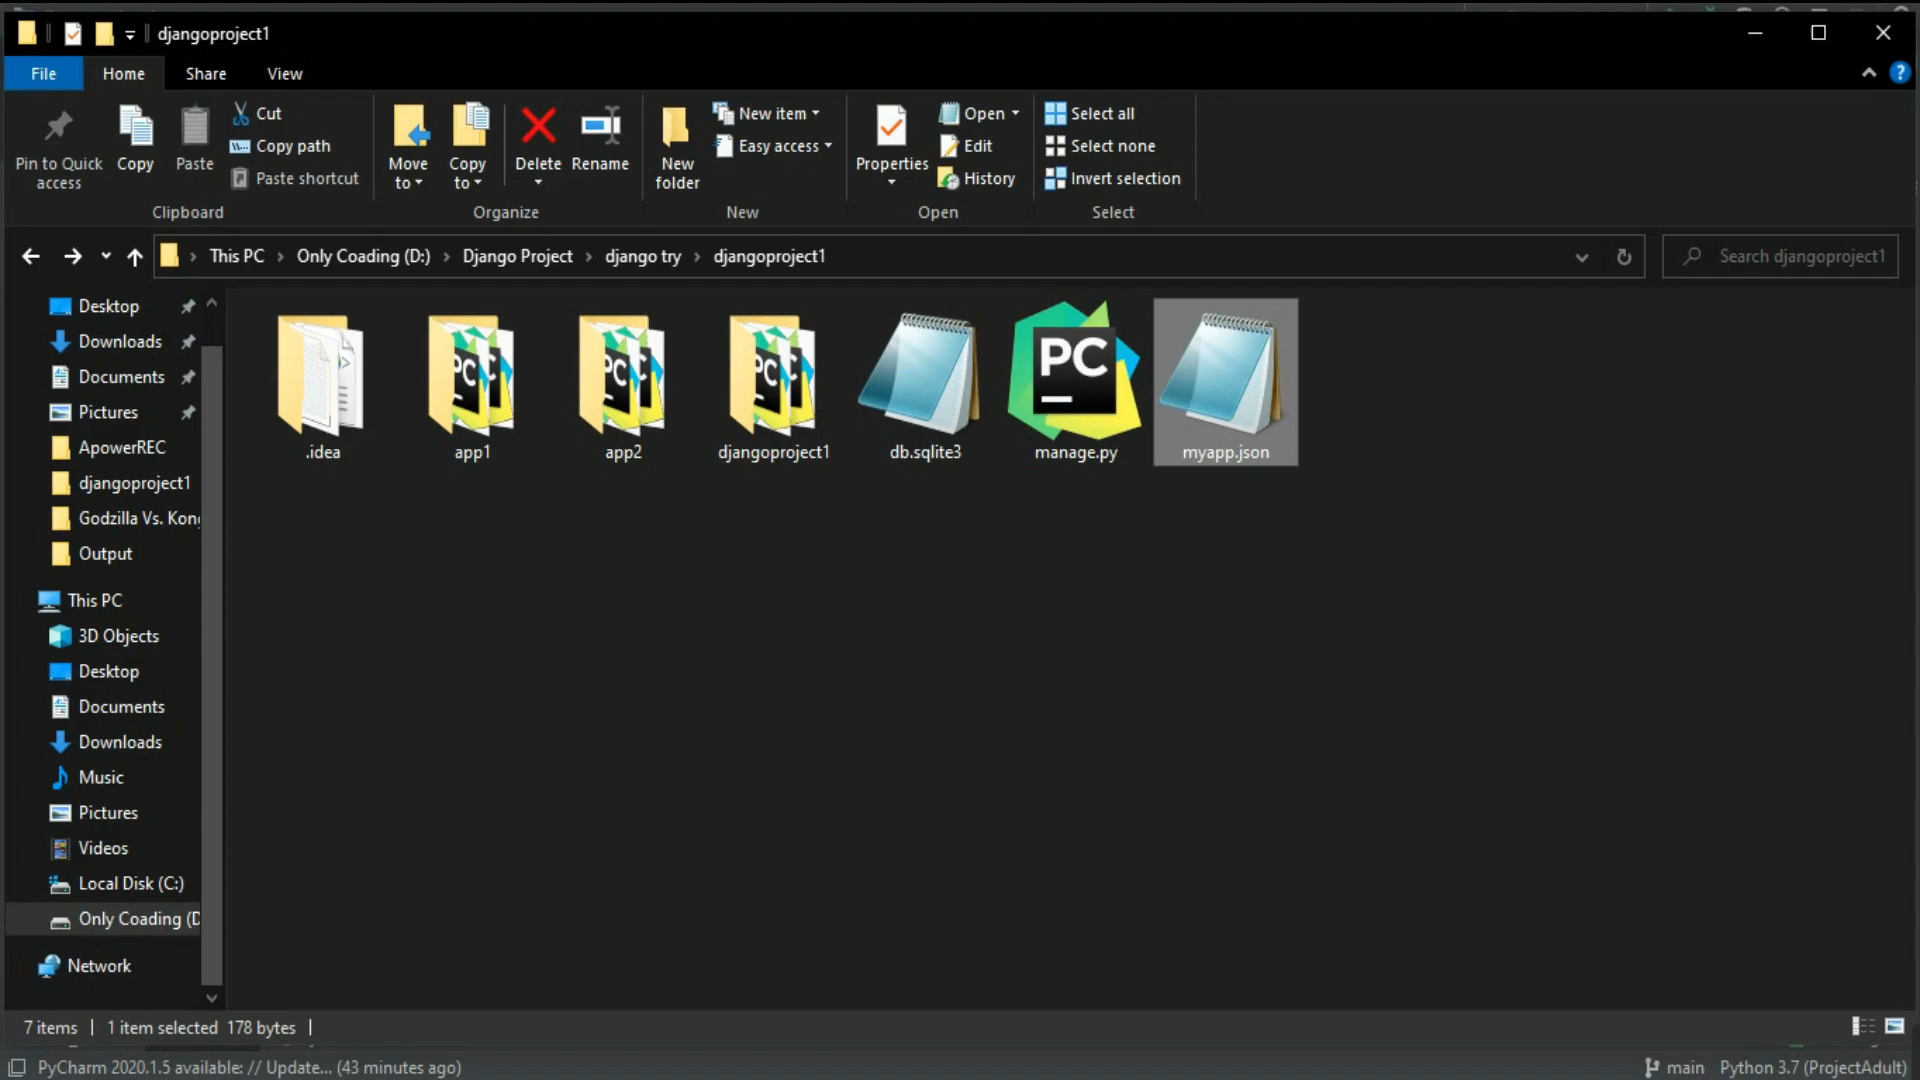 djangoproject1
File Home Share View
Pin to Quick access
Copy
Paste
Cut
Copy path
Paste shortcut
Clipboard
Move to
Copy to
Delete
Rename
Organize
New folder
New item
Easy access
New
Properties
Open
Edit
History
Open
Select all
Select none
Invert selection
Select
This PC > Only Coading (D:) > Django Project > django try > djangoproject1
Search djangoproject1
Desktop
Downloads
Documents
Pictures
ApowerREC
djangoproject1
Godzilla Vs. Kong
Output
This PC
3D Objects
Desktop
Documents
Downloads
Music
Pictures
Videos
Local Disk (C:)
Only Coading (D
Network
.idea
app1
app2
djangoproject1
db.sqlite3
PC
manage.py
myapp.json
7 items | 1 item selected 178 bytes |
PyCharm 2020.1.5 available: // Update... (43 minutes ago)
main Python 3.7 (ProjectAdult)